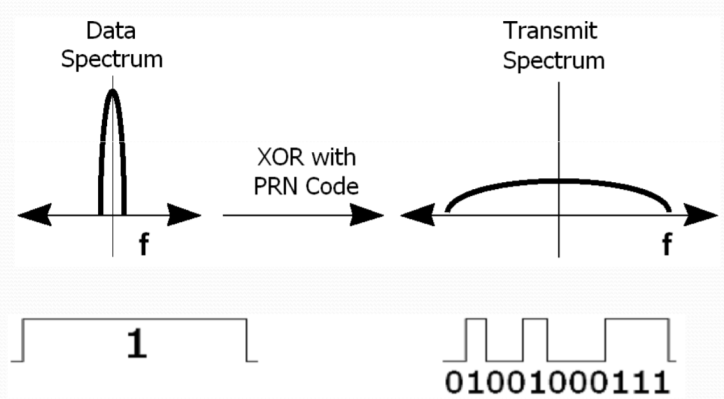 Data
Spectrum
Transmit
Spectrum
XOR with
PRN Code
f
f
1
01001000111